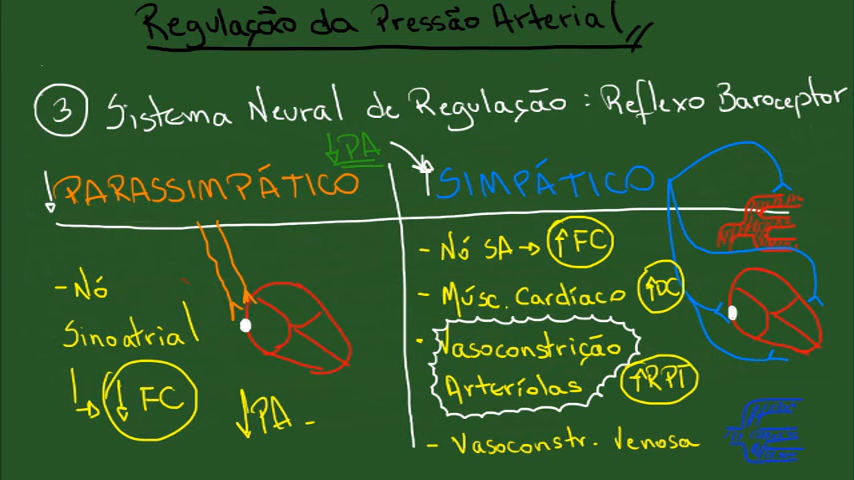 Regulação da Pressão Arterial
3 Sistema Neural de Regulação: Reflexo Baroceptor
↓PA
↓PARASSIMPÁTICO
↑SIMPÁTICO
- Nó
Sinoatrial
↳ ↓FC
↓PA -
- Nó SA → ↑FC
- Músc. Cardíaco ↑DC
· Vasoconstrição
Arteríolas ↑RPT
- Vasoconstr. Venosa